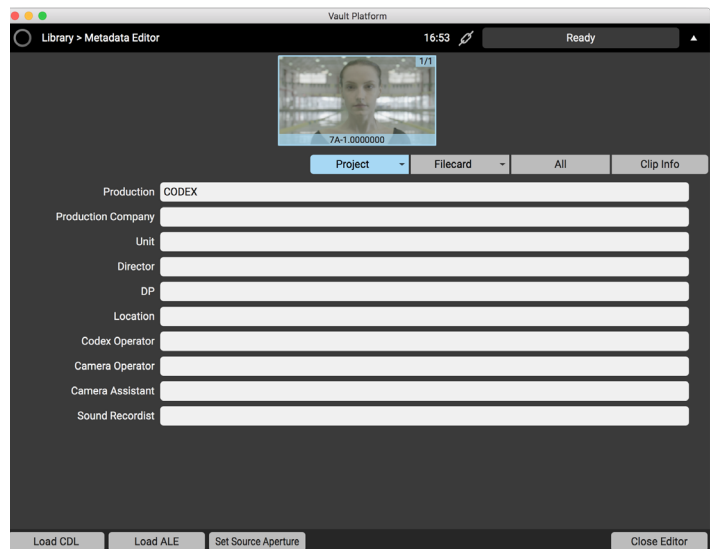 Vault Platform
Library > Metadata Editor 16:53 Ready
1/1
7A-1.0000000
Project Filecard All Clip Info
Production CODEX
Production Company
Unit
Director
DP
Location
Codex Operator
Camera Operator
Camera Assistant
Sound Recordist
Load CDL Load ALE Set Source Aperture Close Editor